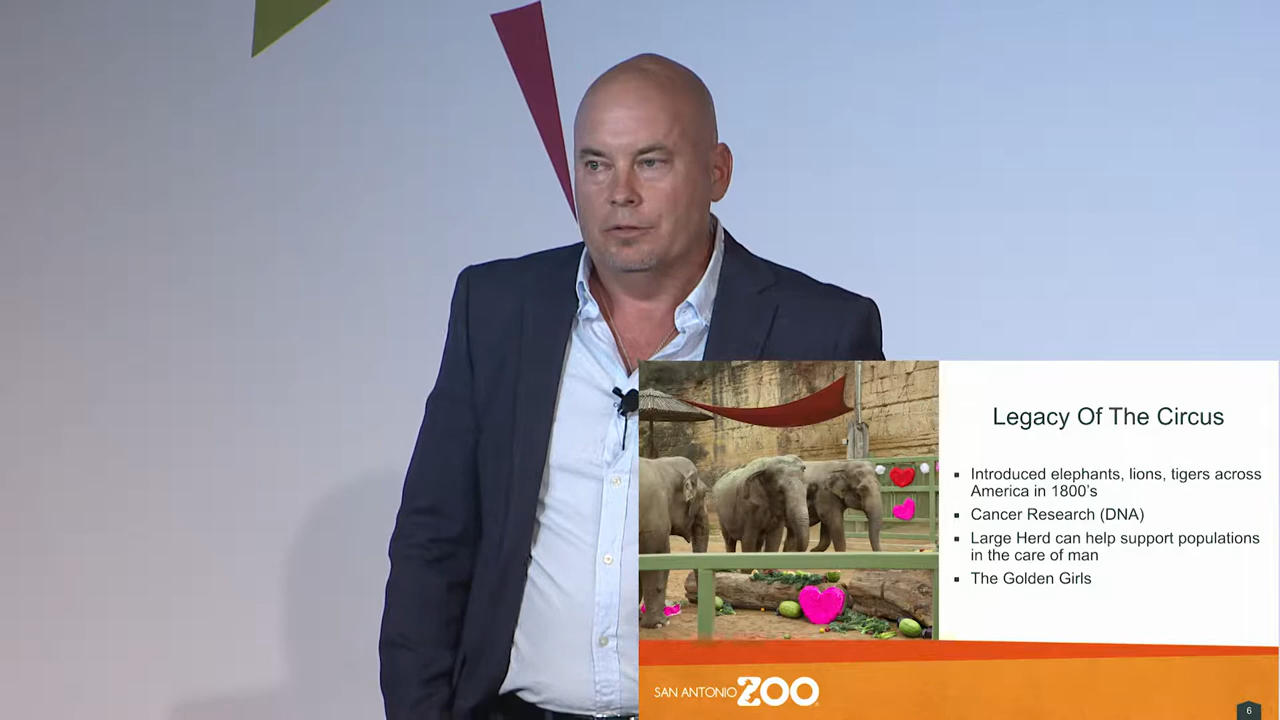 Legacy Of The Circus
▪ Introduced elephants, lions, tigers across
America in 1800's
▪ Cancer Research (DNA)
▪ Large Herd can help support populations
in the care of man
▪ The Golden Girls
SAN ANTONIO ZOO
6